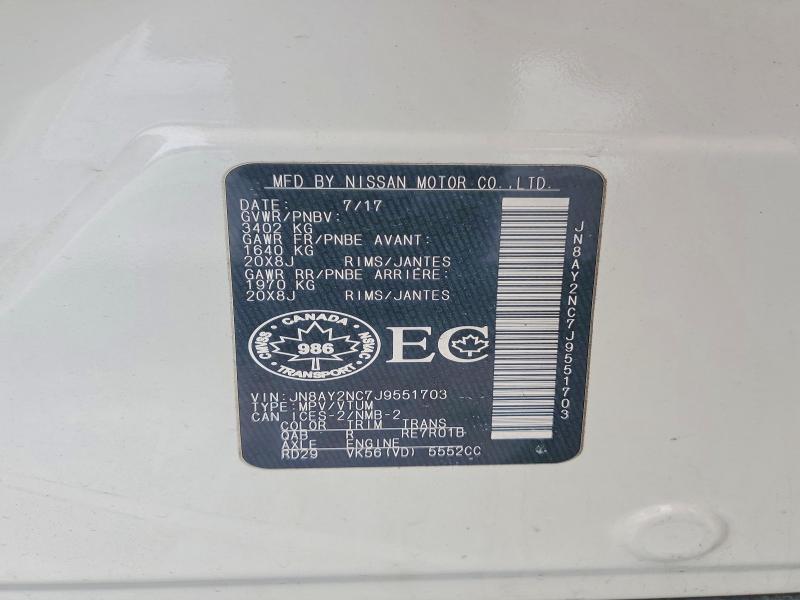 MFD BY NISSAN MOTOR CO.,LTD.
DATE: 7/17
GVWR/PNBV:
3402 KG
GAWR FR/PNBE AVANT:
1640 KG
20X8J RIMS/JANTES
GAWR RR/PNBE ARRIÈRE:
1970 KG
20X8J RIMS/JANTES
CANADA
CMVSS 986 NSVAC
TRANSPORT
EC
VIN: JN8AY2NC7J9551703
TYPE: MPV/VTUM
CAN ICES-2/NMB-2
COLOR TRIM TRANS
QAB R RE7R01B
AXLE ENGINE
RD29 VK56(VD) 5552CC
JN8AY2NC7J9551703